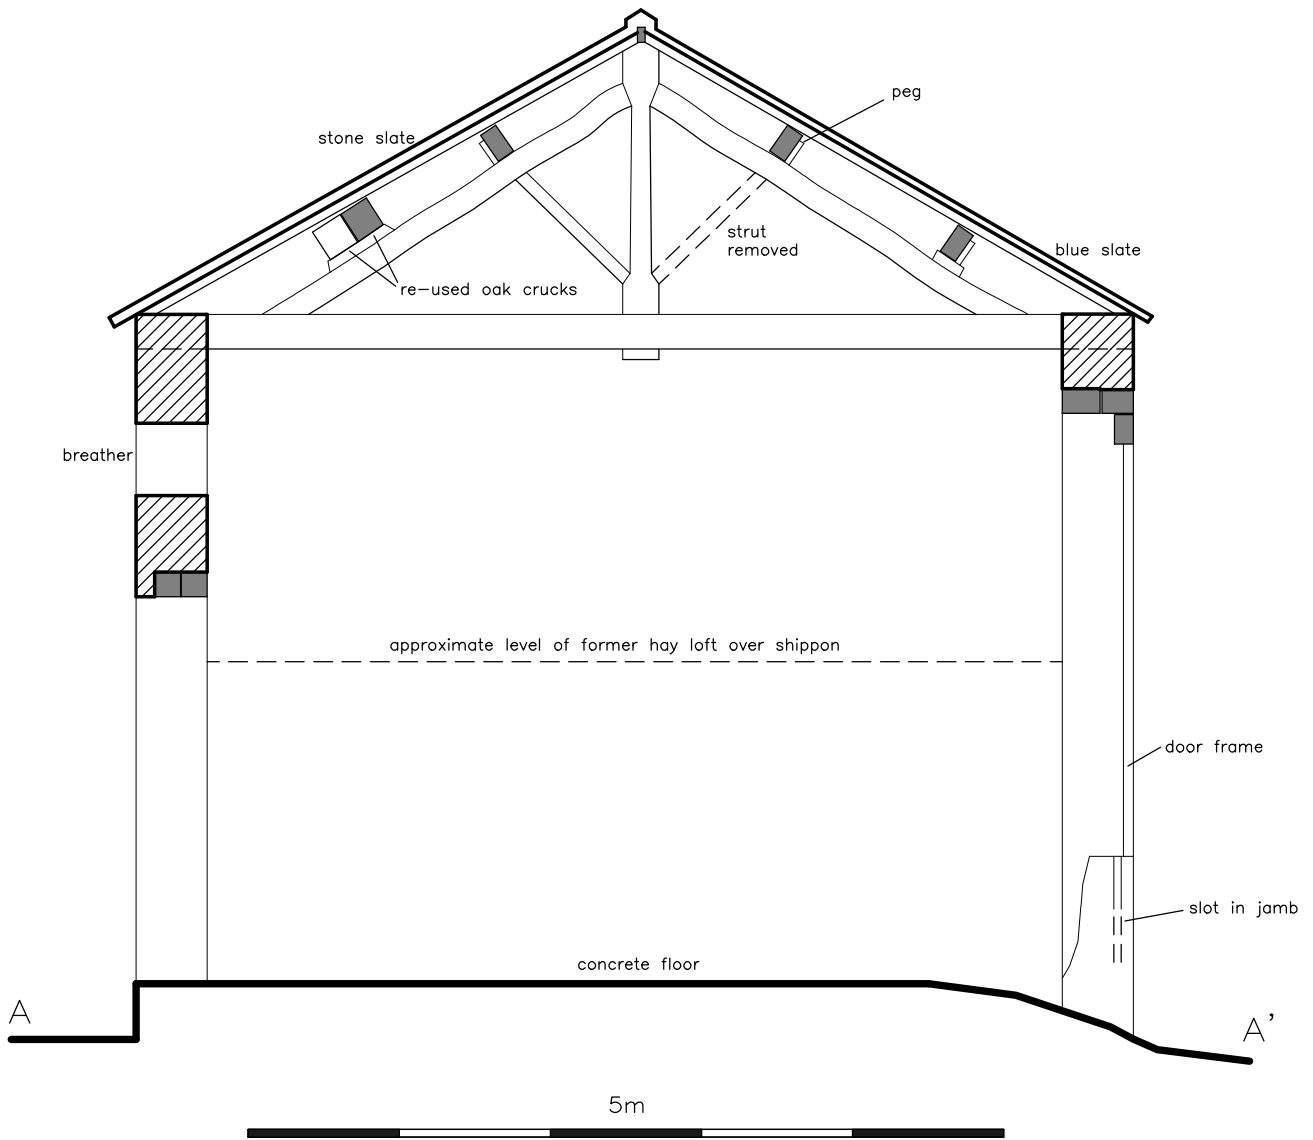 peg
stone slate
strut
removed
blue slate
re-used oak crucks
breather
approximate level of former hay loft over shippon
door frame
slot in jamb
concrete floor
A
A'
5m